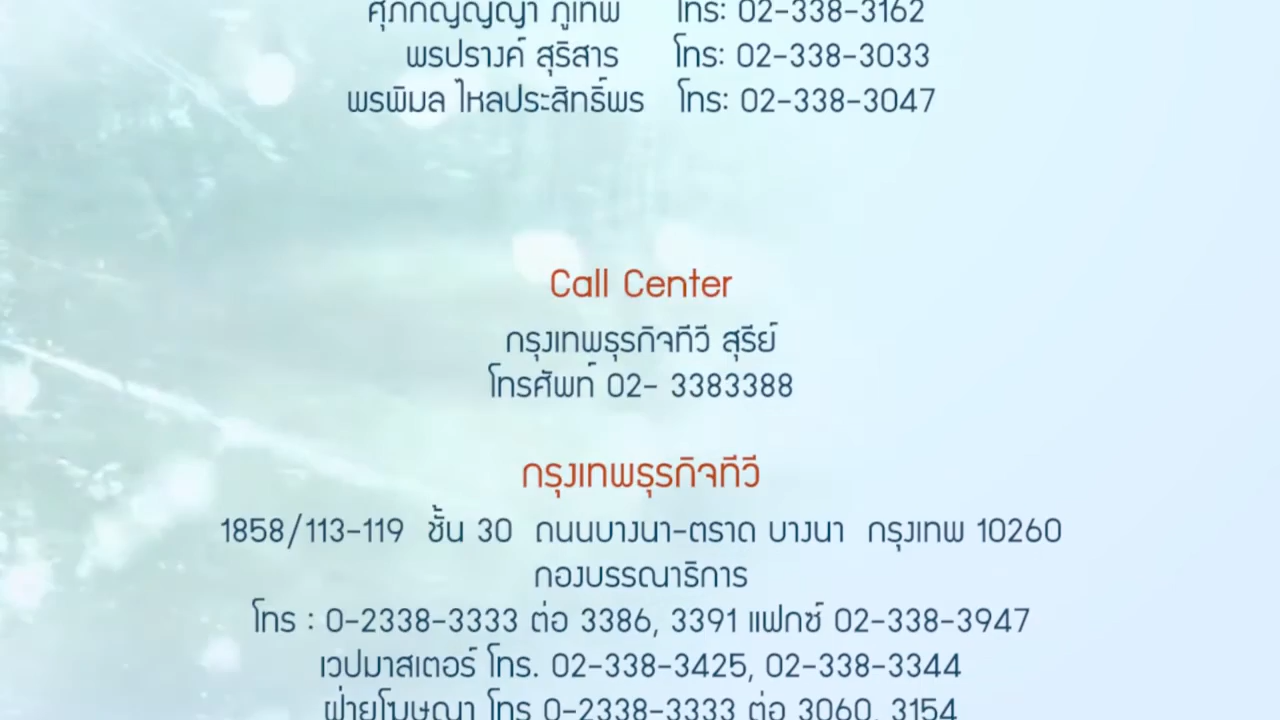 ศุภกัญญญา ภู่เทพ โทร: 02-338-3162
พรปรางค์ สุริสาร โทร: 02-338-3033
พรพิมล ไหลประสิทธิ์พร โทร: 02-338-3047
Call Center
กรุงเทพธุรกิจทีวี สุรีย์
โทรศัพท์ 02- 3383388
กรุงเทพธุรกิจทีวี
1858/113-119 ชั้น 30 ถนนบางนา-ตราด บางนา กรุงเทพ 10260
กองบรรณาธิการ
โทร : 0-2338-3333 ต่อ 3386, 3391 แฟกซ์ 02-338-3947
เวปมาสเตอร์ โทร. 02-338-3425, 02-338-3344
ฝ่ายโฆษณา โทร 0-2338-3333 ต่อ 3060, 3154